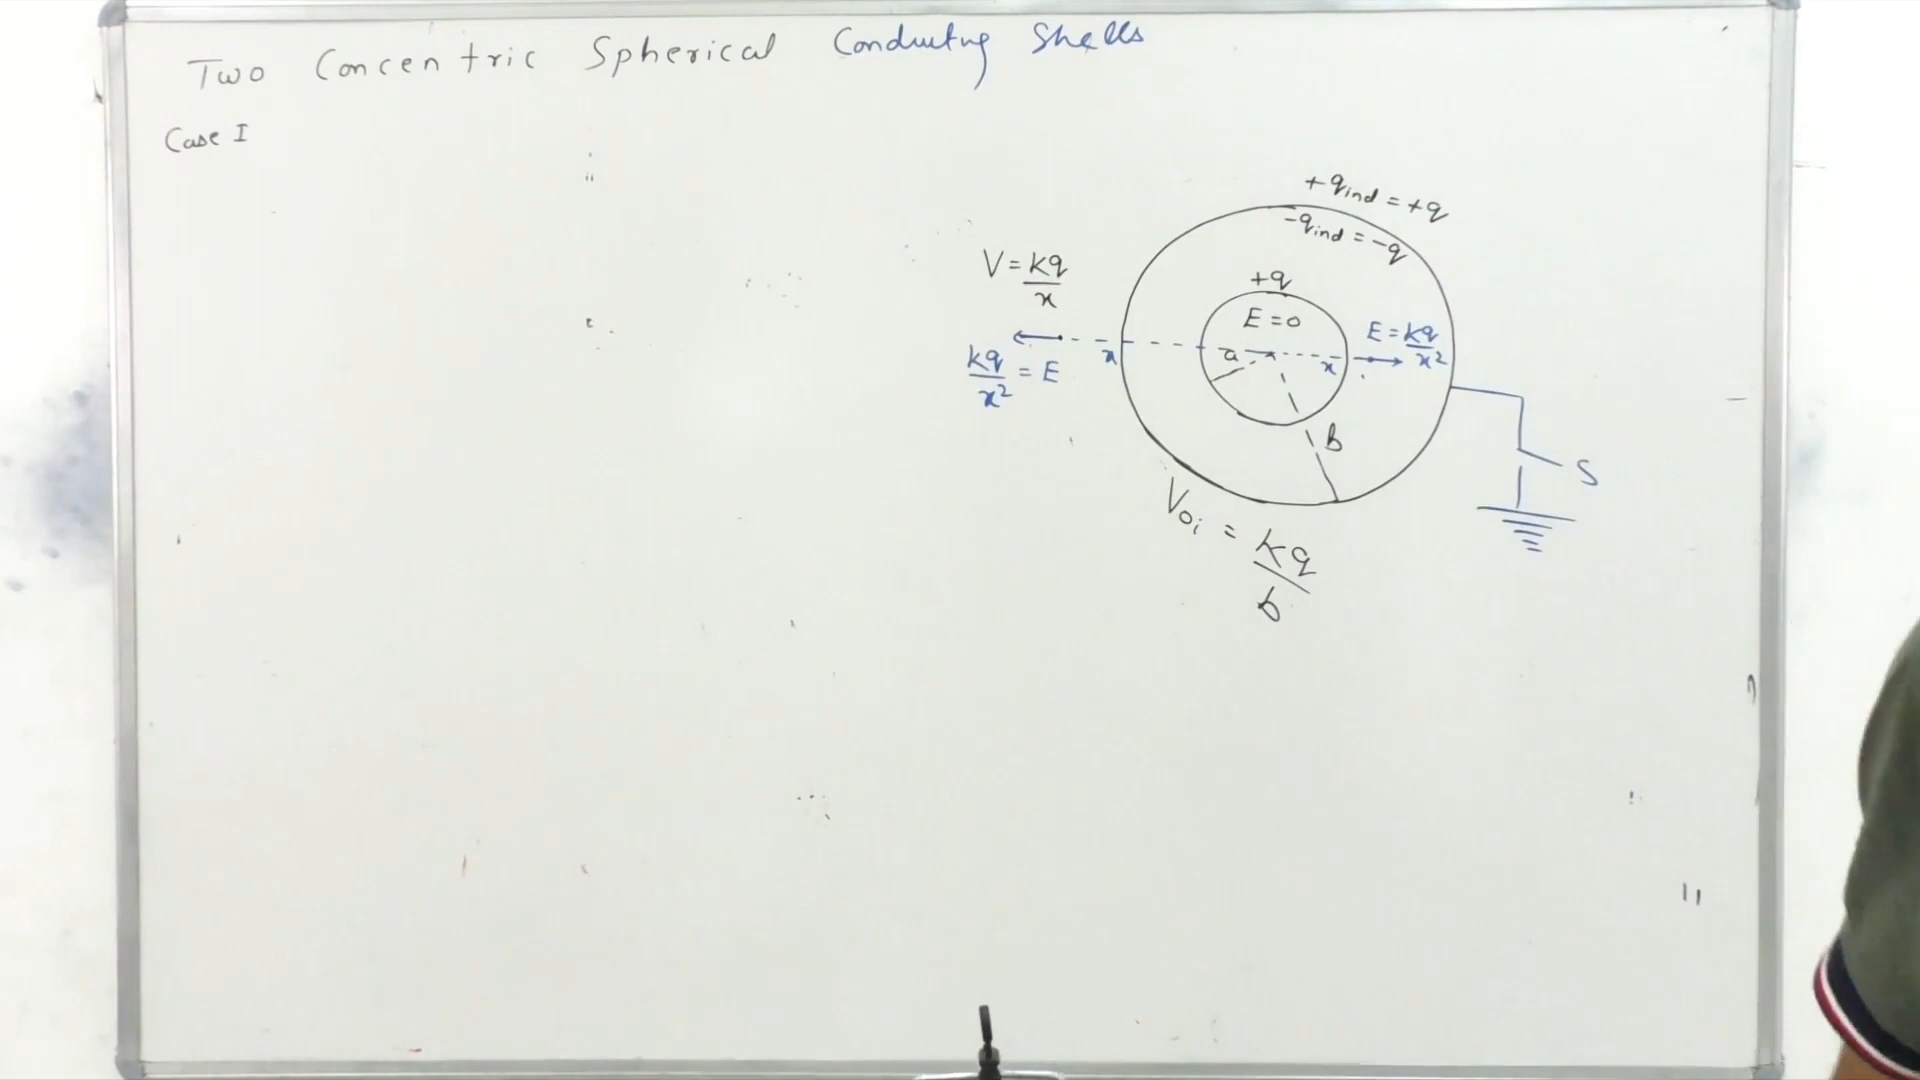 Two Concentric Spherical Conducting Shells
Case I
+q_ind = +q
-q_ind = -q
V = kq/x
+q
E = 0
E = kq/x²
a
x
x
kq/x² = E
b
S
V_oi = kq/b